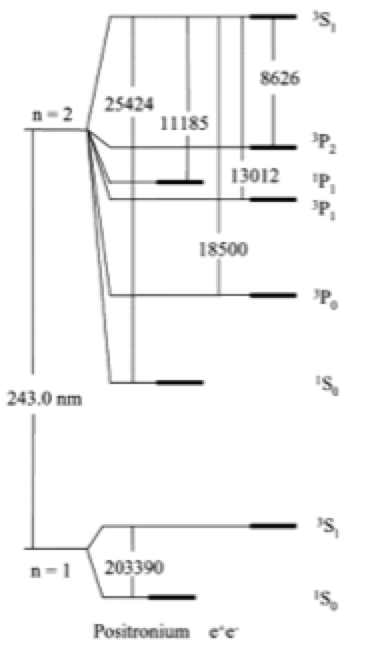 ³S₁
8626
25424
n = 2
11185
³P₂
¹P₁
13012
³P₁
18500
³P₀
¹S₀
243.0 nm
³S₁
203390
n = 1
¹S₀
Positronium e⁺e⁻